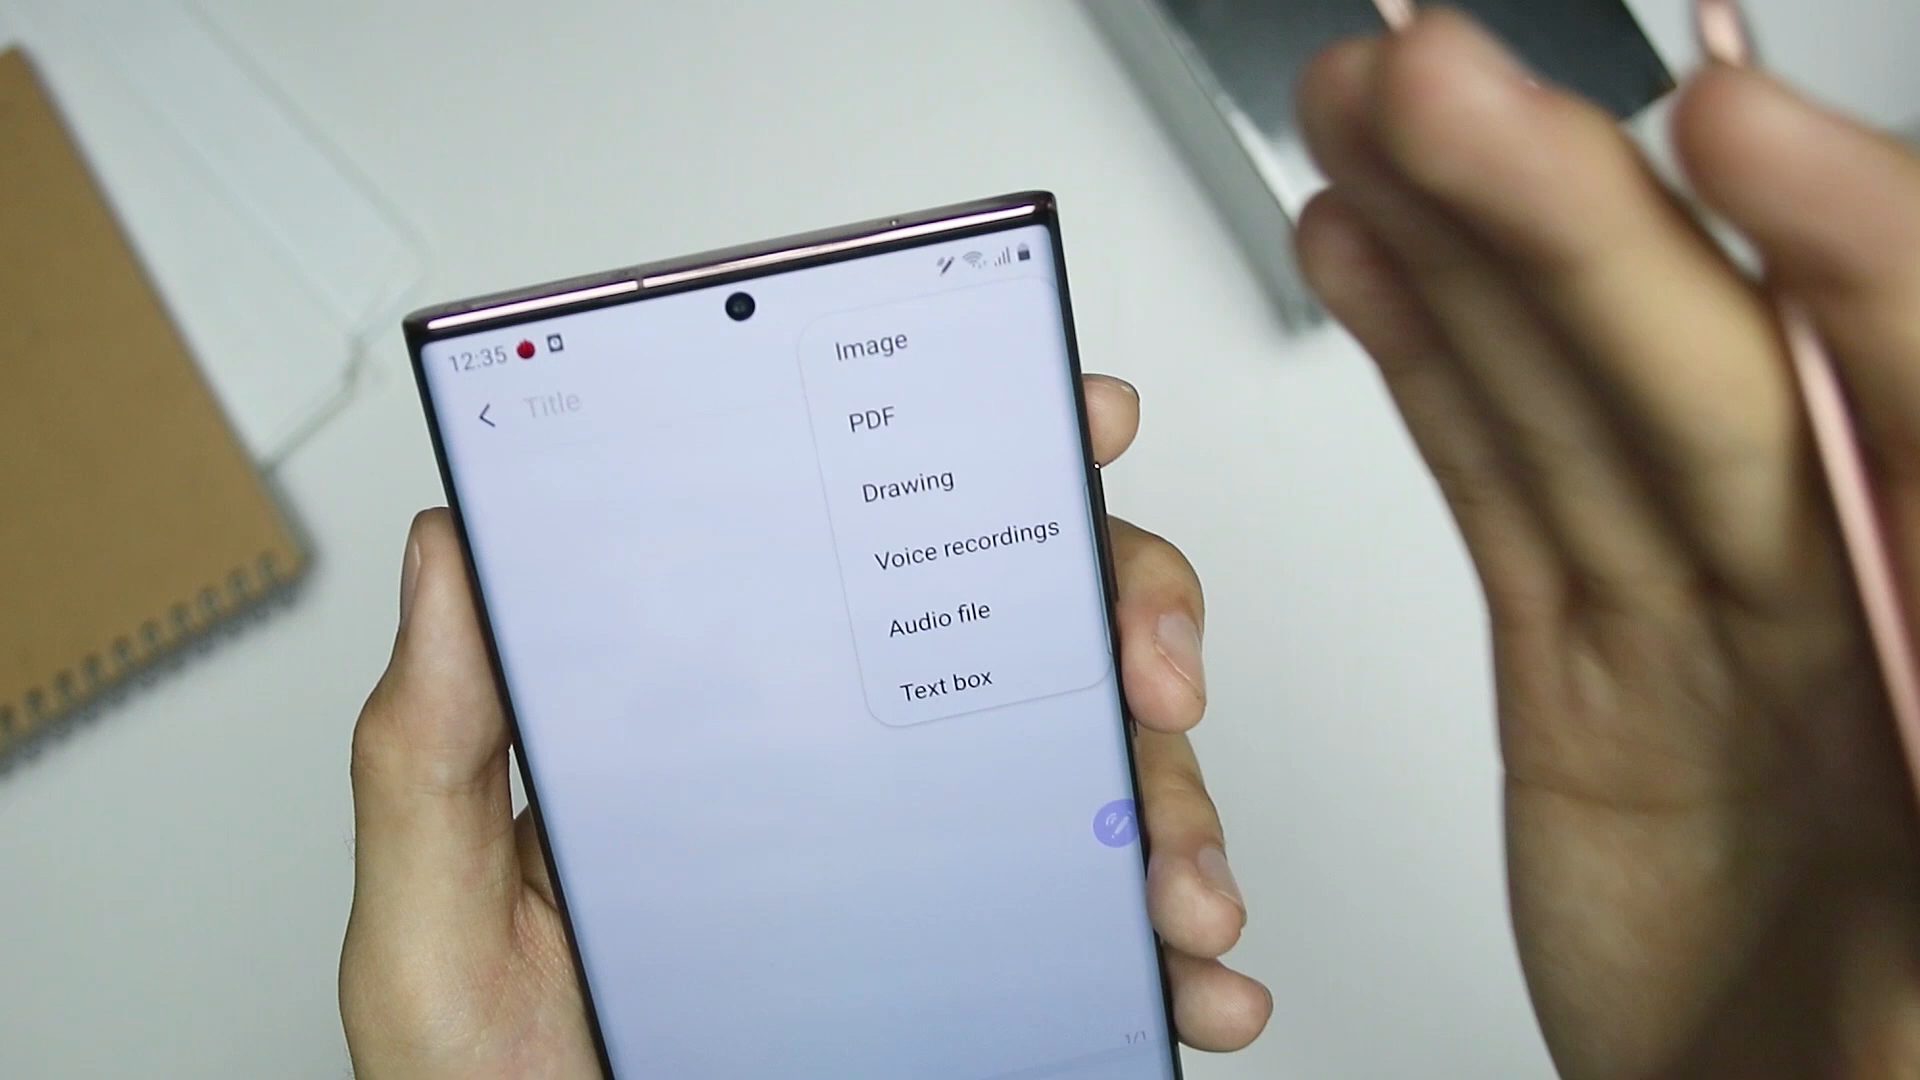 12:35
Title
Image
PDF
Drawing
Voice recordings
Audio file
Text box
1/1